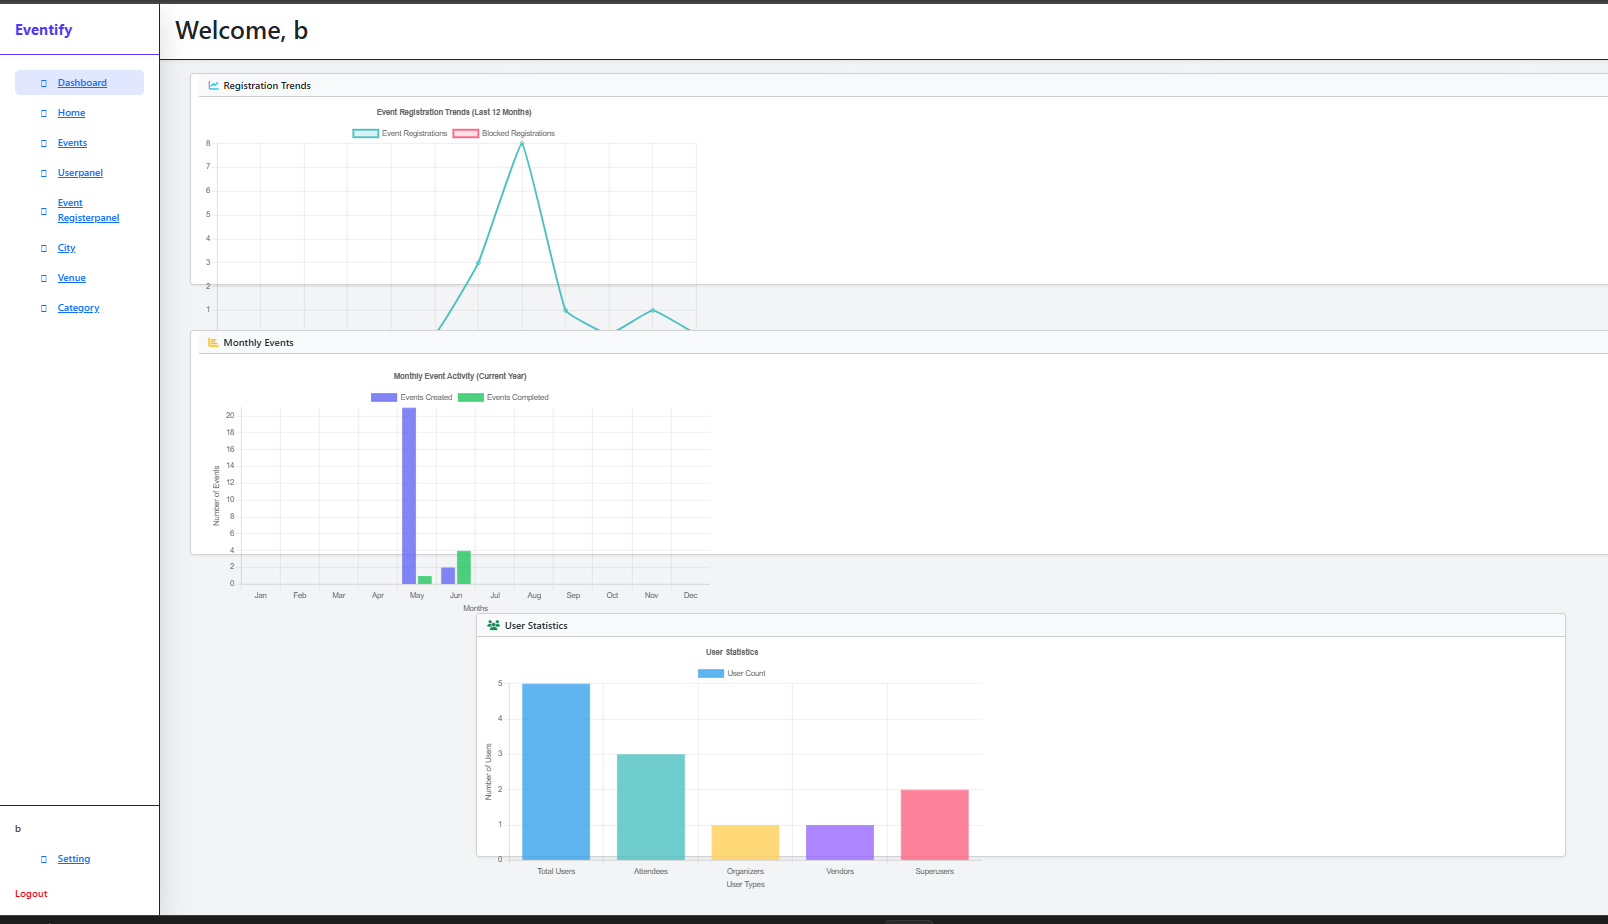 Eventify
Welcome, b
Dashboard
Home
Events
Userpanel
Event
Registerpanel
City
Venue
Category
b
Setting
Logout
Registration Trends
Event Registration Trends (Last 12 Months)
Event Registrations
Blocked Registrations
8
7
6
5
4
3
2
1
Monthly Events
Monthly Event Activity (Current Year)
Events Created
Events Completed
Number of Events
20
18
16
14
12
10
8
6
4
2
0
Jan Feb Mar Apr May Jun Jul Aug Sep Oct Nov Dec
Months
User Statistics
User Statistics
User Count
Number of Users
5
4
3
2
1
0
Total Users Attendees Organizers Vendors Superusers
User Types